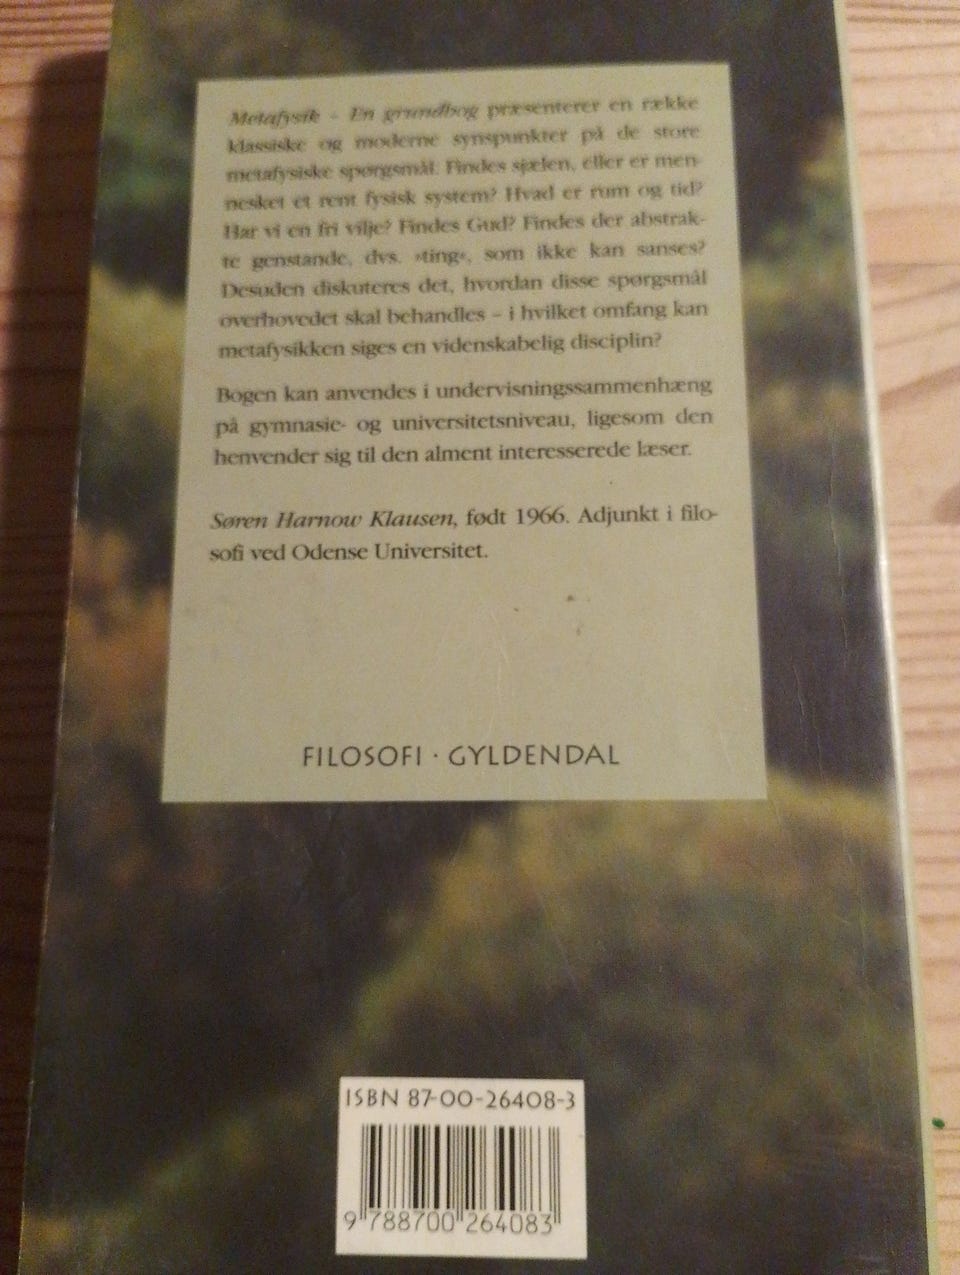 Metafysik - En grundbog præsenterer en række
klassiske og moderne synspunkter på de store
metafysiske spørgsmål: Findes sjælen, eller er men-
nesket et rent fysisk system? Hvad er rum og tid?
Har vi en fri vilje? Findes Gud? Findes der abstrak-
te genstande, dvs. »ting«, som ikke kan sanses?
Desuden diskuteres det, hvordan disse spørgsmål
overhovedet skal behandles – i hvilket omfang kan
metafysikken siges en videnskabelig disciplin?
Bogen kan anvendes i undervisningssammenhæng
på gymnasie- og universitetsniveau, ligesom den
henvender sig til den alment interesserede læser.
Søren Harnow Klausen, født 1966. Adjunkt i filo-
sofi ved Odense Universitet.
FILOSOFI · GYLDENDAL
ISBN 87-00-26408-3
9 788700 264083